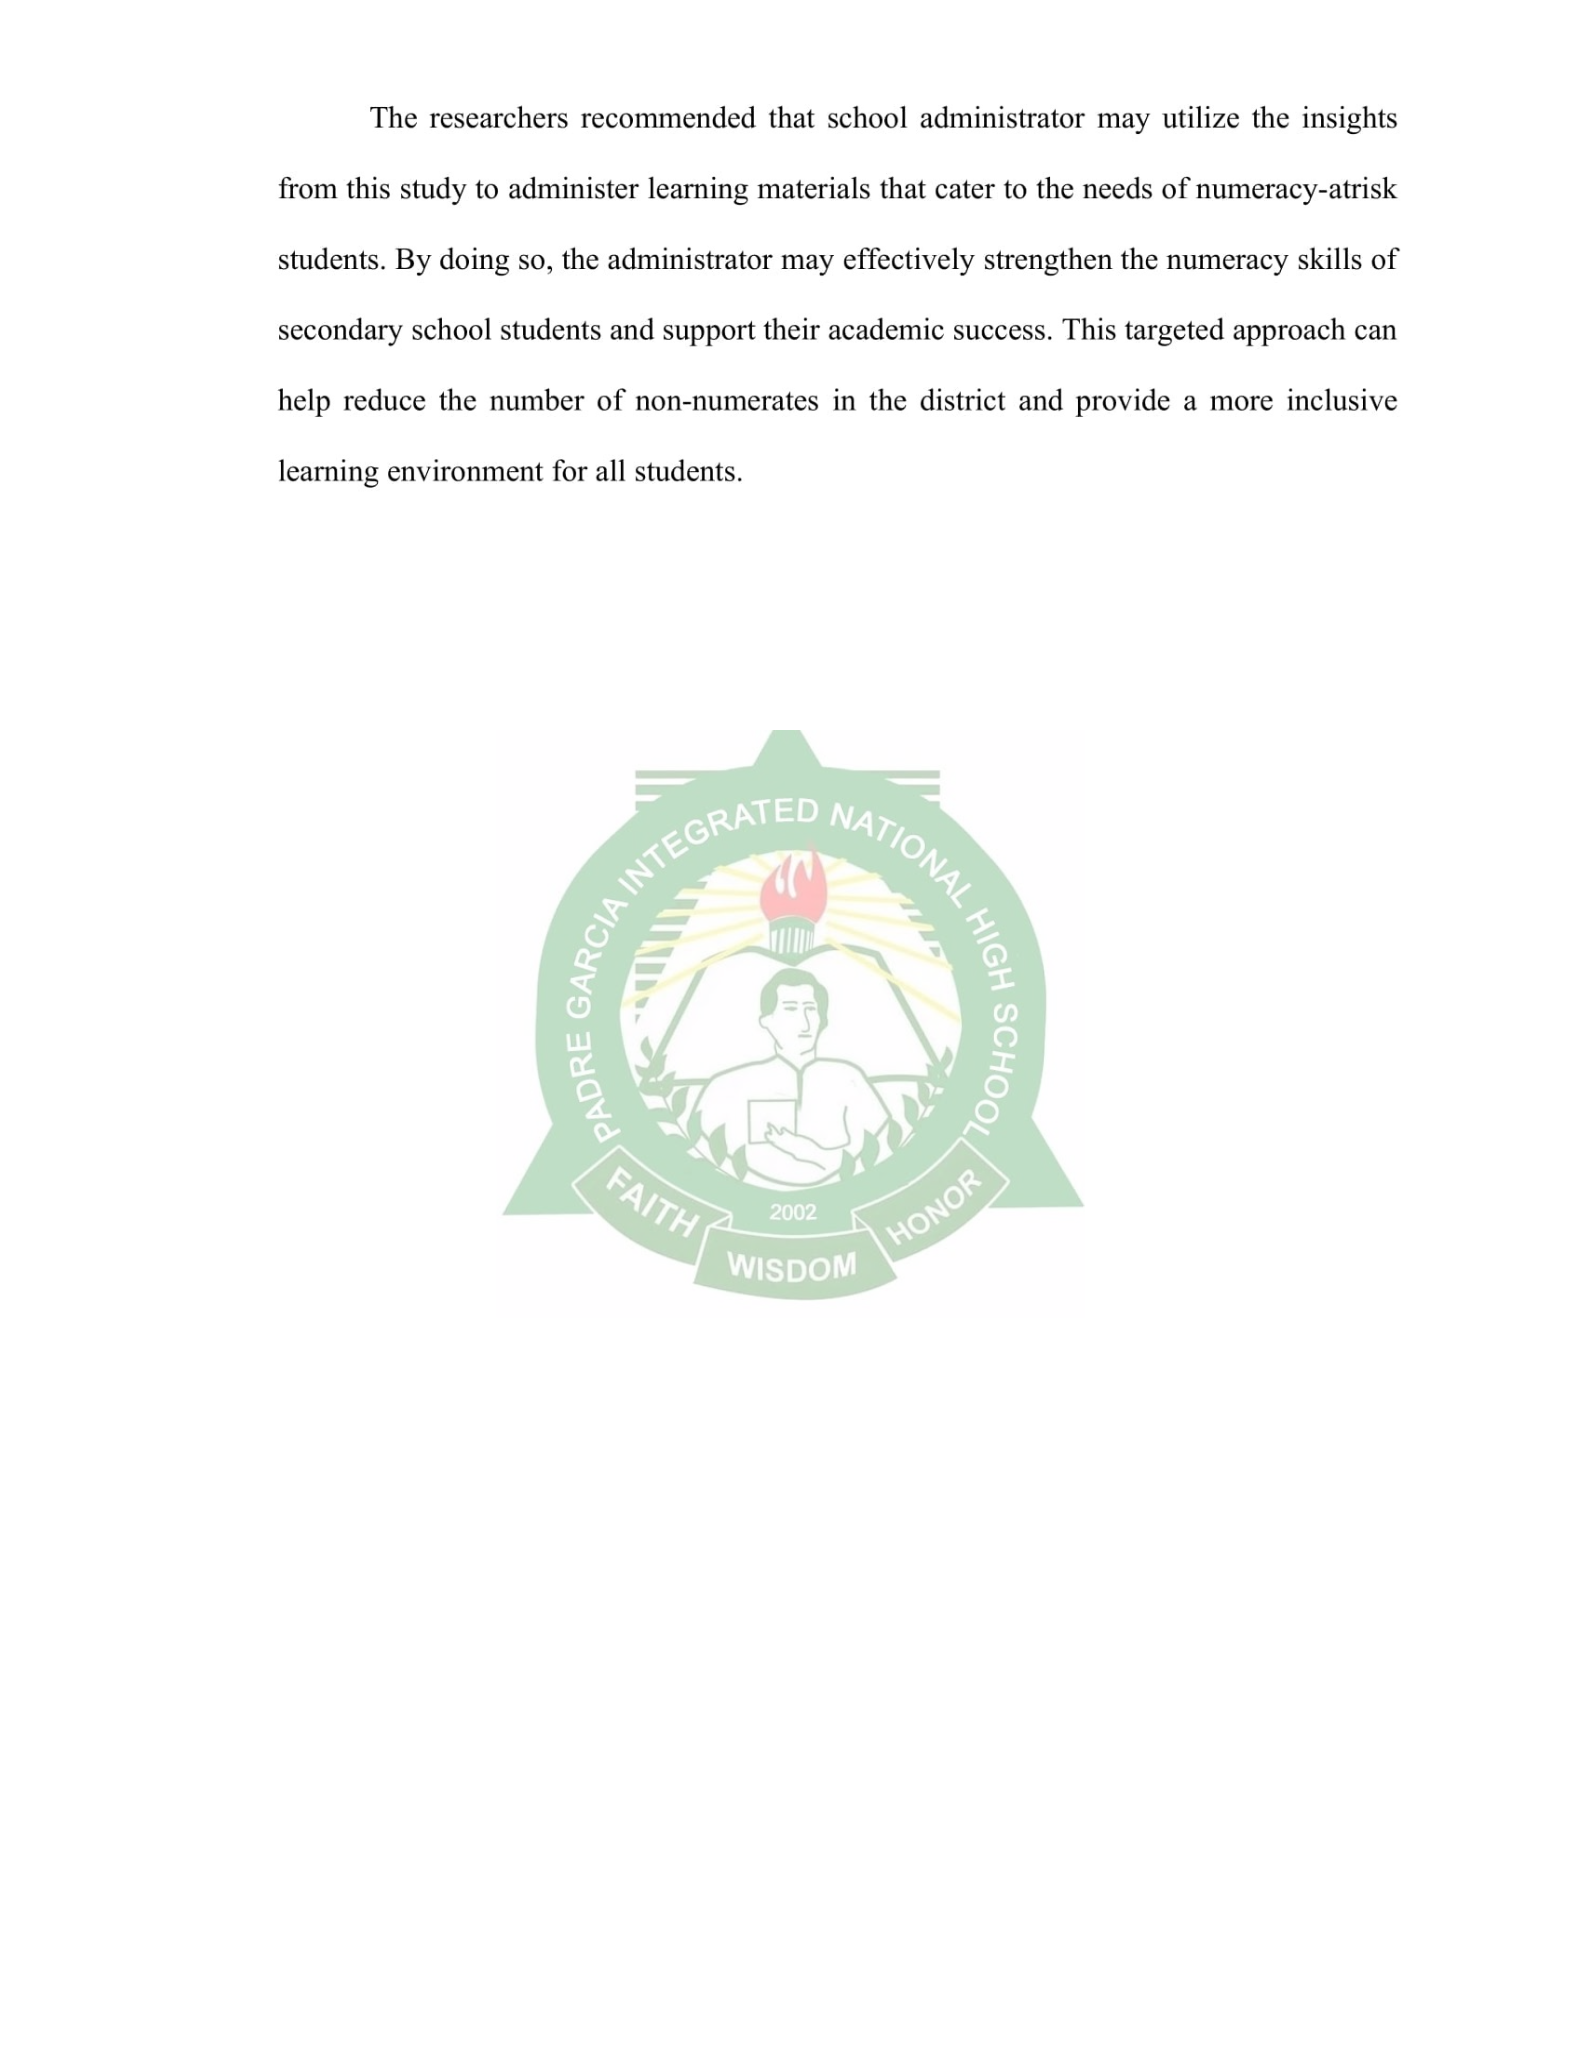 The researchers recommended that school administrator may utilize the insights
from this study to administer learning materials that cater to the needs of numeracy-atrisk
students. By doing so, the administrator may effectively strengthen the numeracy skills of
secondary school students and support their academic success. This targeted approach can
help reduce the number of non-numerates in the district and provide a more inclusive
learning environment for all students.
PADRE GARCIA INTEGRATED NATIONAL HIGH SCHOOL
FAITH
2002
HONOR
WISDOM